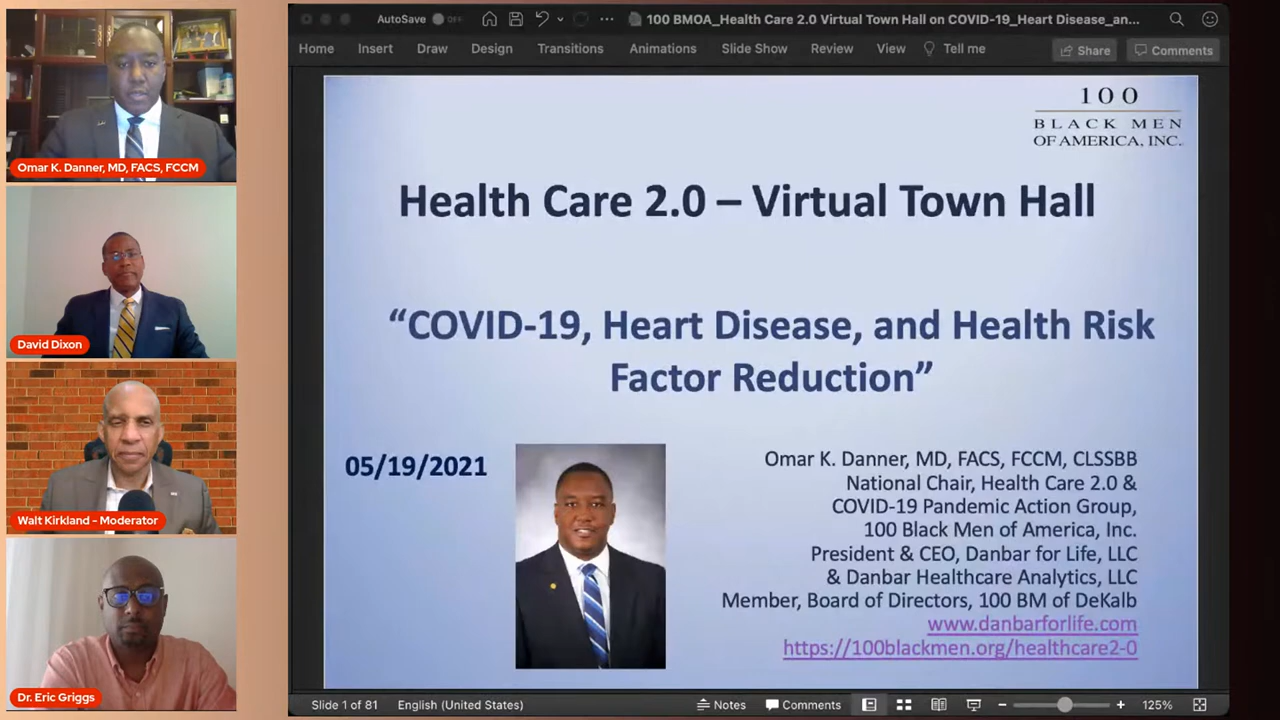 Omar K. Danner, MD, FACS, FCCM
David Dixon
Walt Kirkland - Moderator
Dr. Eric Griggs
AutoSave OFF
100 BMOA_Health Care 2.0 Virtual Town Hall on COVID-19_Heart Disease_an...
Home Insert Draw Design Transitions Animations Slide Show Review View Tell me Share Comments
100
BLACK MEN
OF AMERICA, INC.
Health Care 2.0 – Virtual Town Hall
“COVID-19, Heart Disease, and Health Risk
Factor Reduction”
05/19/2021
Omar K. Danner, MD, FACS, FCCM, CLSSBB
National Chair, Health Care 2.0 &
COVID-19 Pandemic Action Group,
100 Black Men of America, Inc.
President & CEO, Danbar for Life, LLC
& Danbar Healthcare Analytics, LLC
Member, Board of Directors, 100 BM of DeKalb
www.danbarforlife.com
https://100blackmen.org/healthcare2-0
Slide 1 of 81 English (United States) Notes Comments 125%